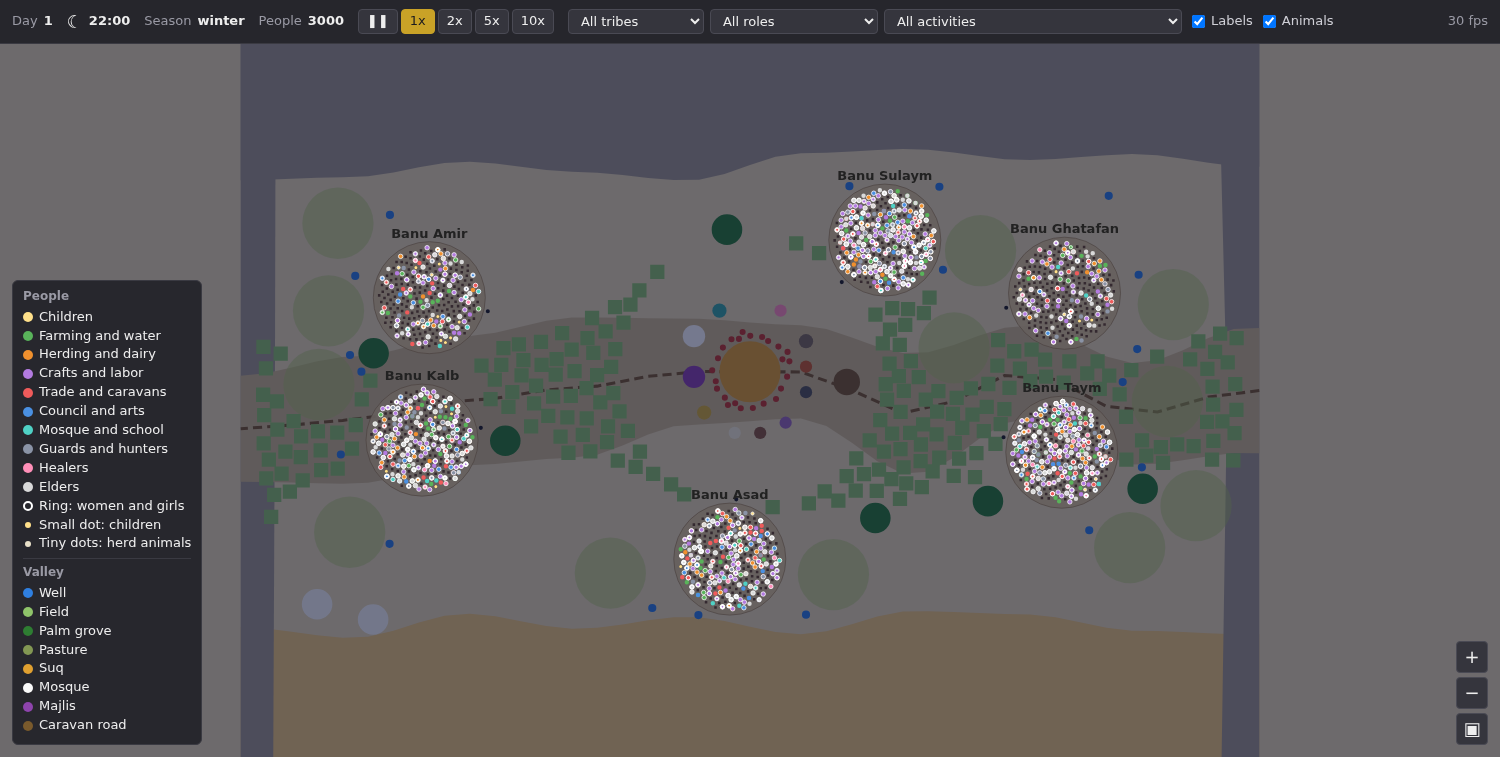 Day 1 22:00 Season winter People 3000 1x 2x 5x 10x All tribes All roles All activities Labels Animals 30 fps
Banu Sulaym
Banu Amir
Banu Ghatafan
Banu Kalb
Banu Taym
Banu Asad
People
Children
Farming and water
Herding and dairy
Crafts and labor
Trade and caravans
Council and arts
Mosque and school
Guards and hunters
Healers
Elders
Ring: women and girls
Small dot: children
Tiny dots: herd animals
Valley
Well
Field
Palm grove
Pasture
Suq
Mosque
Majlis
Caravan road
+
−